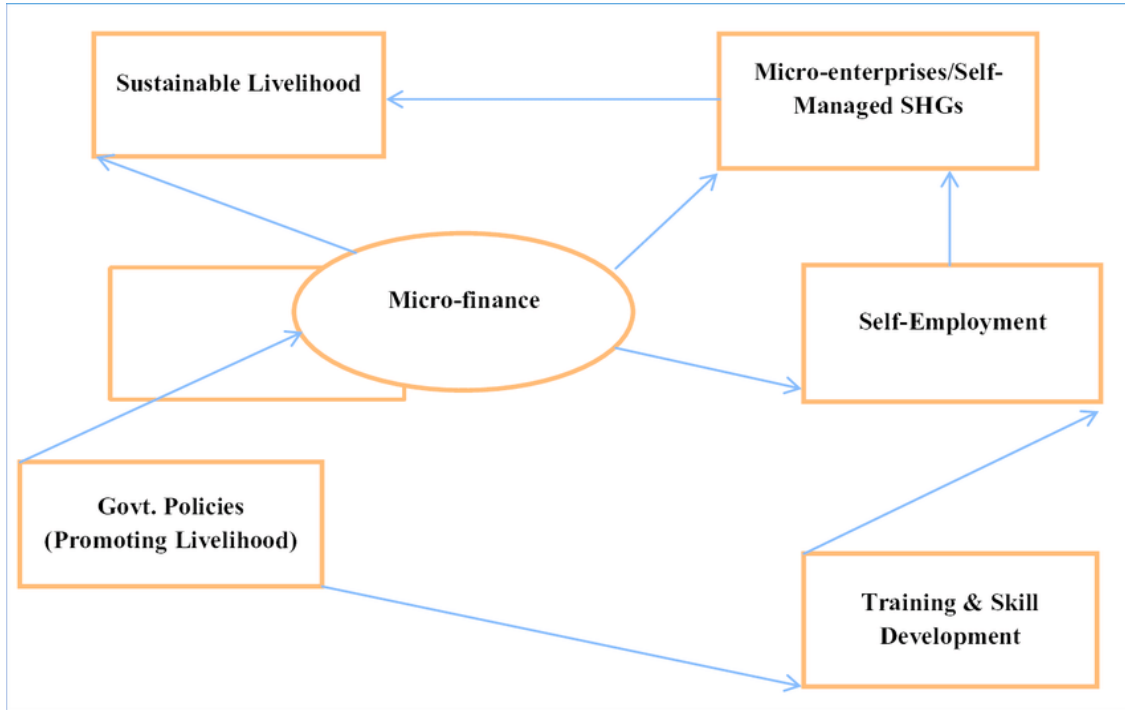 Sustainable Livelihood
Micro-enterprises/Self-
Managed SHGs
Micro-finance
Self-Employment
Govt. Policies
(Promoting Livelihood)
Training & Skill
Development